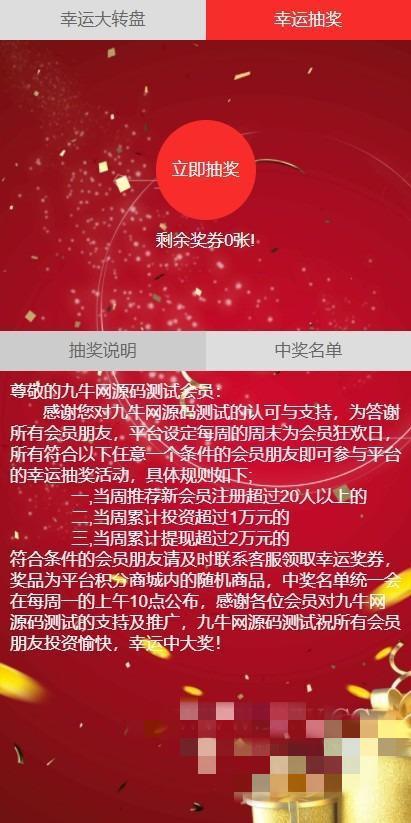 幸运大转盘
幸运抽奖
立即抽奖
剩余奖券0张!
抽奖说明
中奖名单
尊敬的九牛网源码测试会员:
感谢您对九牛网源码测试的认可与支持，为答谢
所有会员朋友，平台设定每周的周末为会员狂欢日，
所有符合以下任意一个条件的会员朋友即可参与平台
的幸运抽奖活动，具体规则如下;
一,当周推荐新会员注册超过20人以上的
二,当周累计投资超过1万元的
三,当周累计提现超过2万元的
符合条件的会员朋友请及时联系客服领取幸运奖券，
奖品为平台积分商城内的随机商品，中奖名单统一会
在每周一的上午10点公布，感谢各位会员对九牛网
源码测试的支持及推广，九牛网源码测试祝所有会员
朋友投资愉快，幸运中大奖！